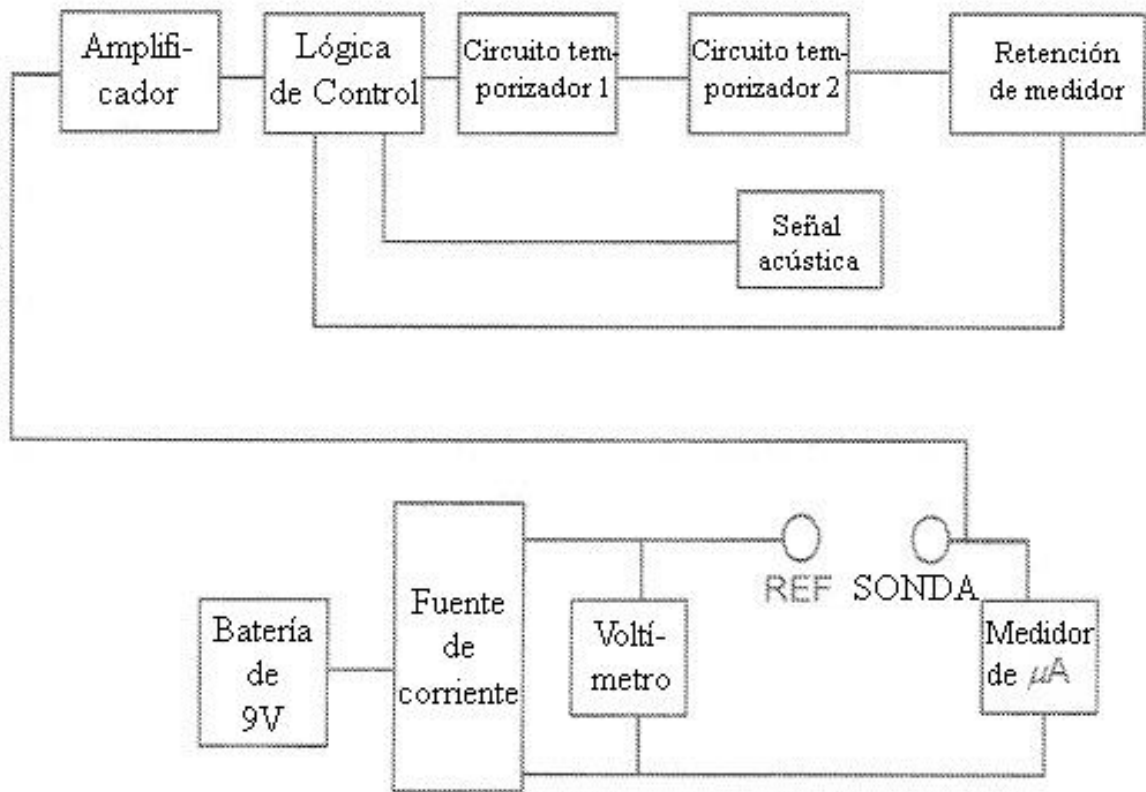 Amplifi-
cador
Lógica
de Control
Circuito tem-
porizador 1
Circuito tem-
porizador 2
Retención
de medidor
Señal
acústica
REF SONDA
Batería
de
9V
Fuente
de
corriente
Voltí-
metro
Medidor
de μA